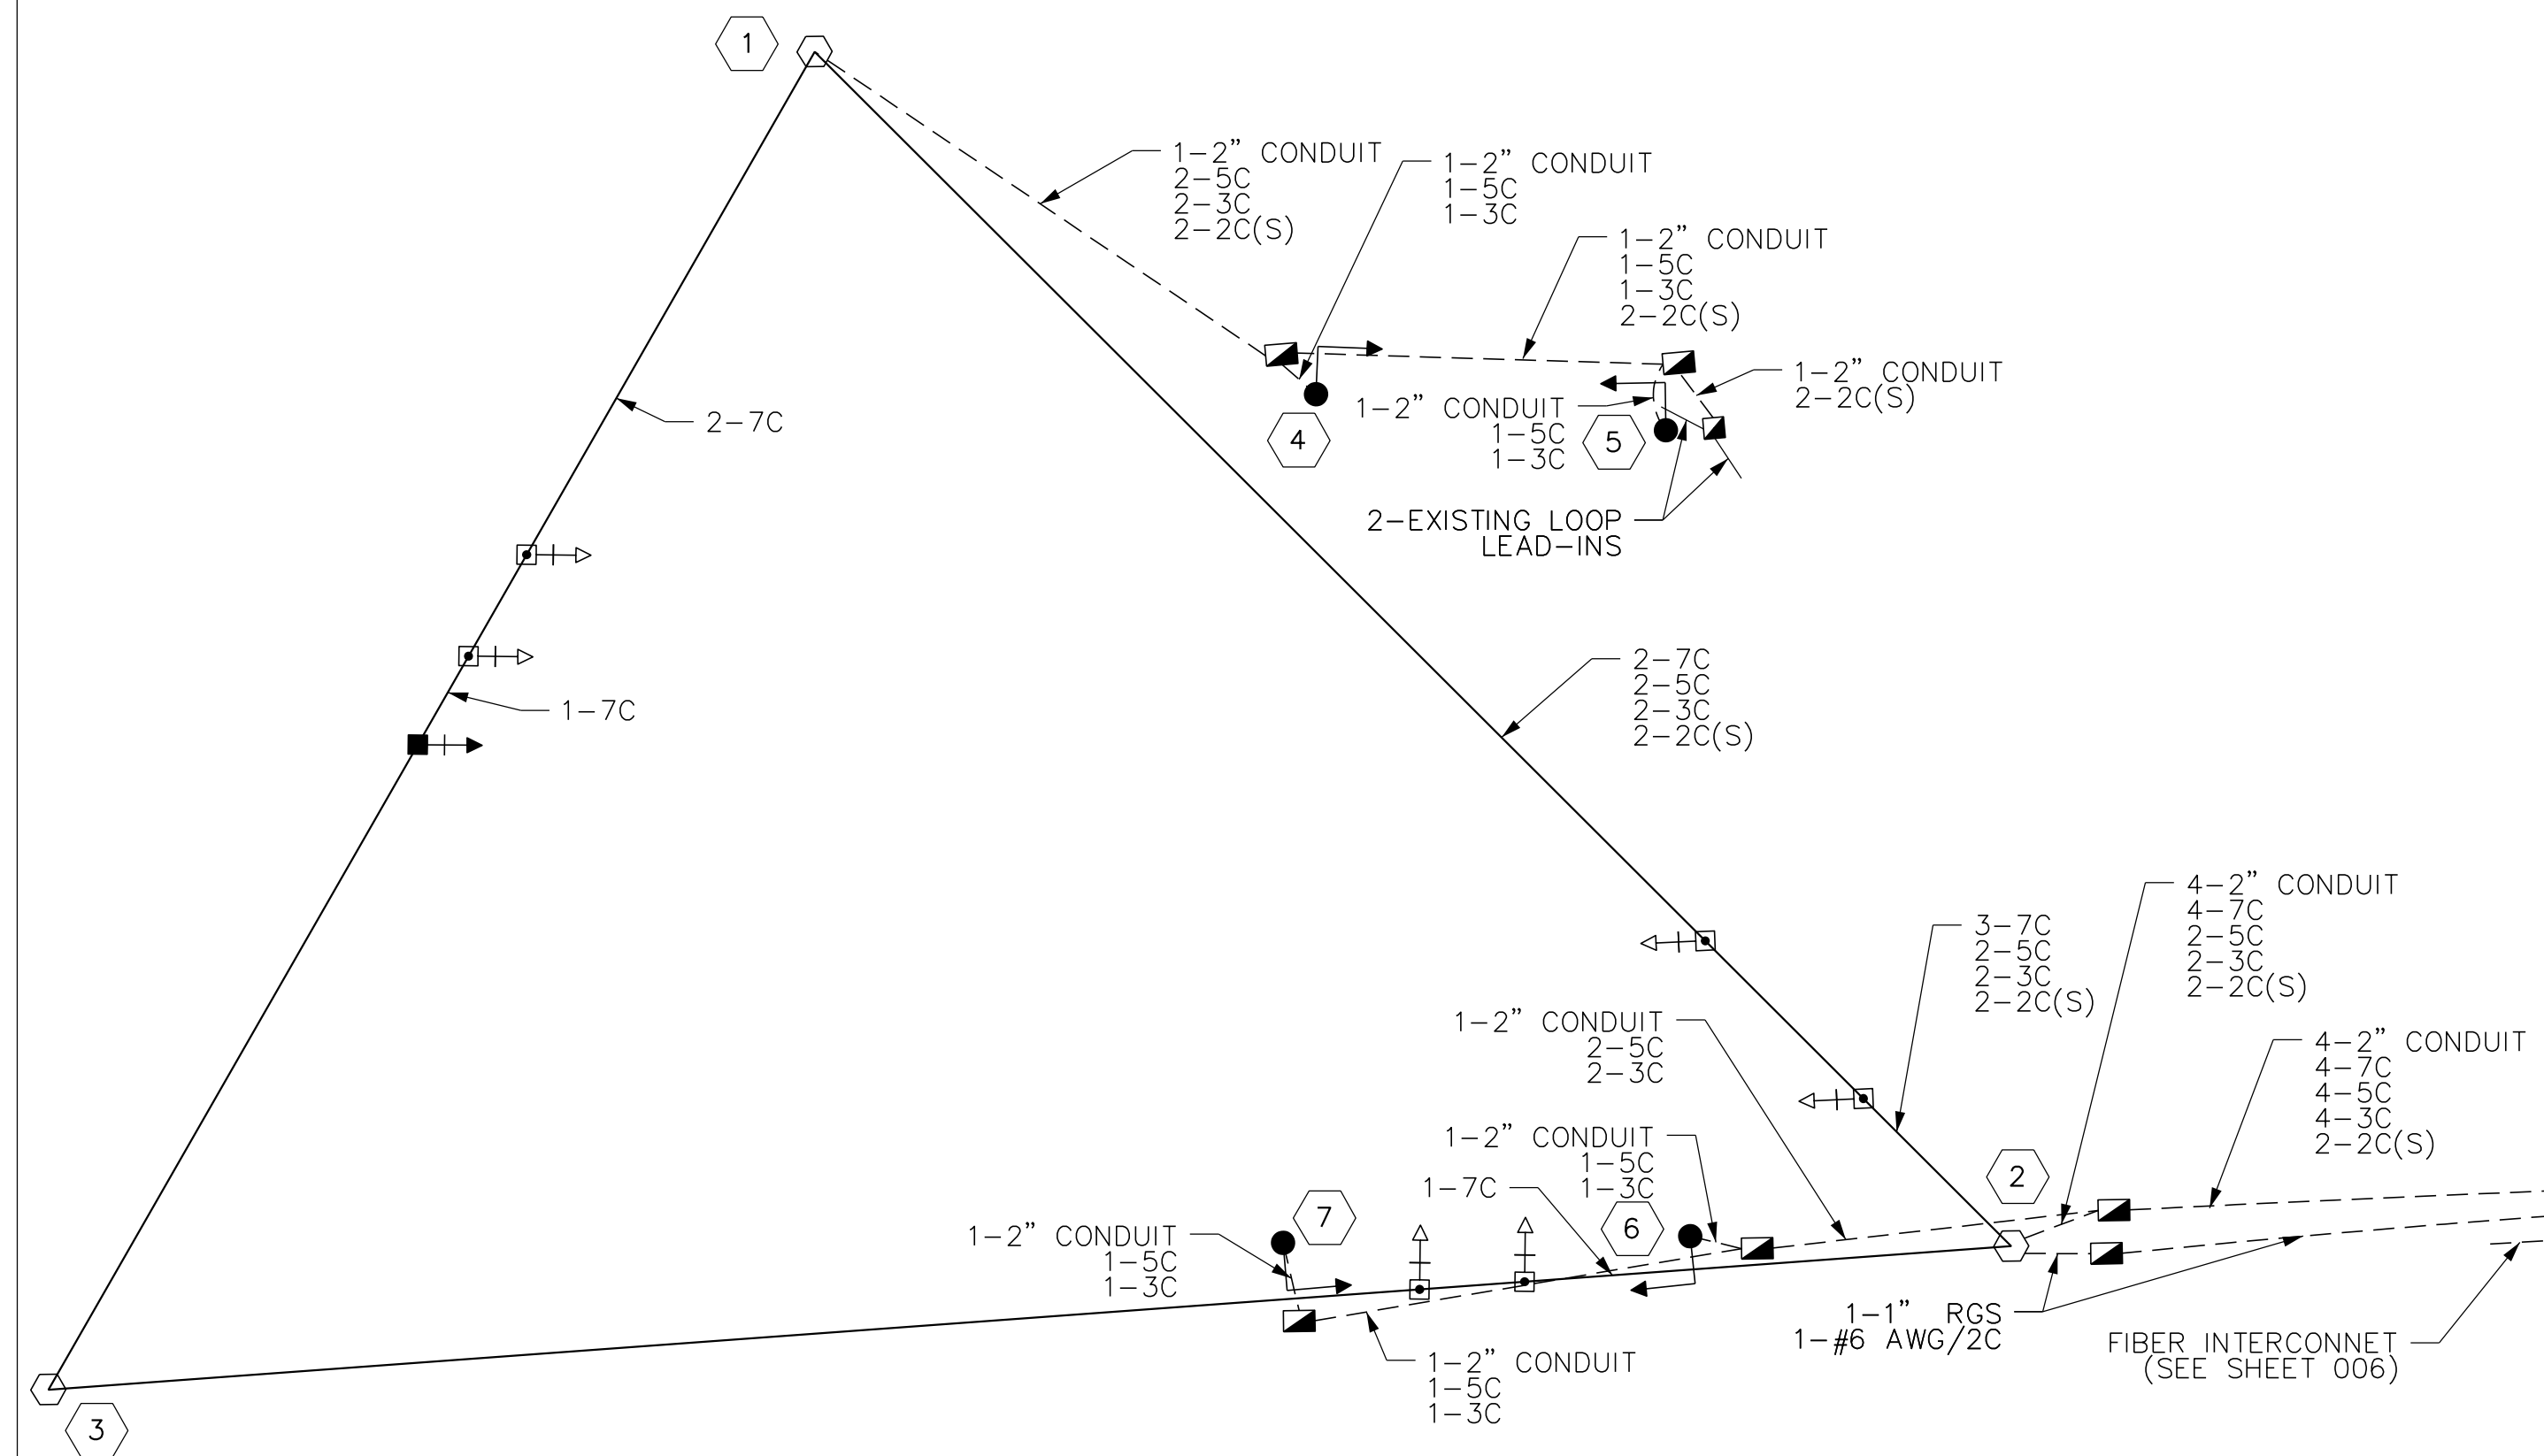 1
1-2” CONDUIT
2-5C
2-3C
2-2C(S)
1-2” CONDUIT
1-5C
1-3C
1-2” CONDUIT
1-5C
1-3C
2-2C(S)
1-2” CONDUIT
2-2C(S)
1-2” CONDUIT
1-5C
1-3C
4
5
2-7C
2-EXISTING LOOP
LEAD-INS
1-7C
2-7C
2-5C
2-3C
2-2C(S)
4-2” CONDUIT
4-7C
2-5C
2-3C
2-2C(S)
3-7C
2-5C
2-3C
2-2C(S)
1-2” CONDUIT
2-5C
2-3C
4-2” CONDUIT
4-7C
4-5C
4-3C
2-2C(S)
1-2” CONDUIT
1-5C
1-3C
1-7C
2
6
7
1-2” CONDUIT
1-5C
1-3C
1-1” RGS
1-#6 AWG/2C
FIBER INTERCONNET
(SEE SHEET 006)
1-2” CONDUIT
1-5C
1-3C
3